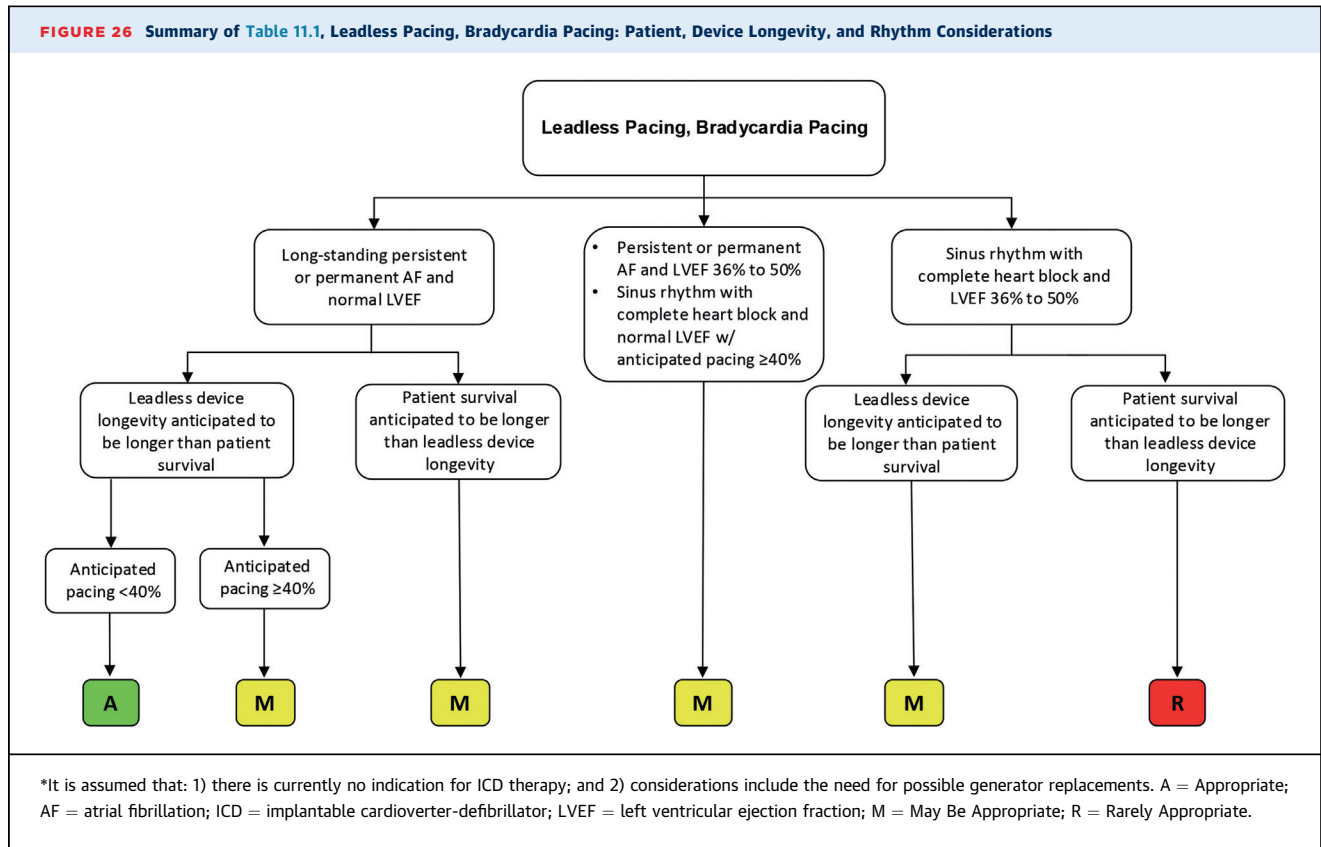 FIGURE 26 Summary of Table 11.1, Leadless Pacing, Bradycardia Pacing: Patient, Device Longevity, and Rhythm Considerations
Leadless Pacing, Bradycardia Pacing
Long-standing persistent
or permanent AF and
normal LVEF
• Persistent or permanent
AF and LVEF 36% to 50%
• Sinus rhythm with
complete heart block and
normal LVEF w/
anticipated pacing ≥40%
Sinus rhythm with
complete heart block and
LVEF 36% to 50%
Leadless device
longevity anticipated to
be longer than patient
survival
Patient survival
anticipated to be longer
than leadless device
longevity
Leadless device
longevity anticipated to
be longer than patient
survival
Patient survival
anticipated to be longer
than leadless device
longevity
Anticipated
pacing <40%
Anticipated
pacing ≥40%
A
M
M
M
M
R
*It is assumed that: 1) there is currently no indication for ICD therapy; and 2) considerations include the need for possible generator replacements. A = Appropriate;
AF = atrial fibrillation; ICD = implantable cardioverter-defibrillator; LVEF = left ventricular ejection fraction; M = May Be Appropriate; R = Rarely Appropriate.